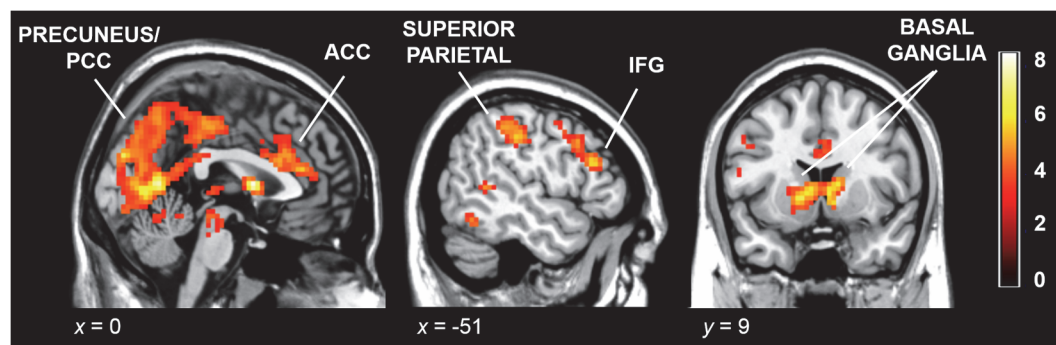 PRECUNEUS/
PCC
ACC
SUPERIOR
PARIETAL
IFG
BASAL
GANGLIA
8
6
4
2
0
x = 0
x = -51
y = 9